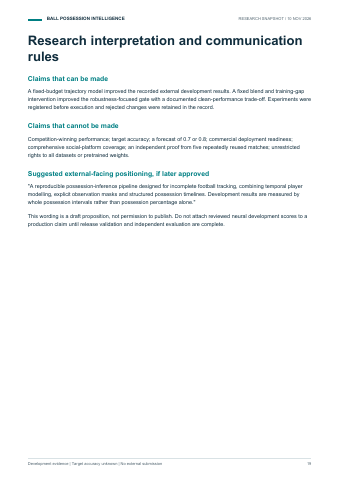 BALL POSSESSION INTELLIGENCE
RESEARCH SNAPSHOT / 10 NOV 2026
Research interpretation and communication
rules
Claims that can be made
A fixed-budget trajectory model improved the recorded external development results. A fixed blend and training-gap
intervention improved the robustness-focused gate with a documented clean-performance trade-off. Experiments were
registered before execution and rejected changes were retained in the record.
Claims that cannot be made
Competition-winning performance; target accuracy; a forecast of 0.7 or 0.8; commercial deployment readiness;
comprehensive social-platform coverage; an independent proof from five repeatedly reused matches; unrestricted
rights to all datasets or pretrained weights.
Suggested external-facing positioning, if later approved
"A reproducible possession-inference pipeline designed for incomplete football tracking, combining temporal player
modelling, explicit observation masks and structured possession timelines. Development results are measured by
whole possession intervals rather than possession percentage alone."
This wording is a draft proposition, not permission to publish. Do not attach reviewed neural development scores to a
production claim until release validation and independent evaluation are complete.
Development evidence | Target accuracy unknown | No external submission